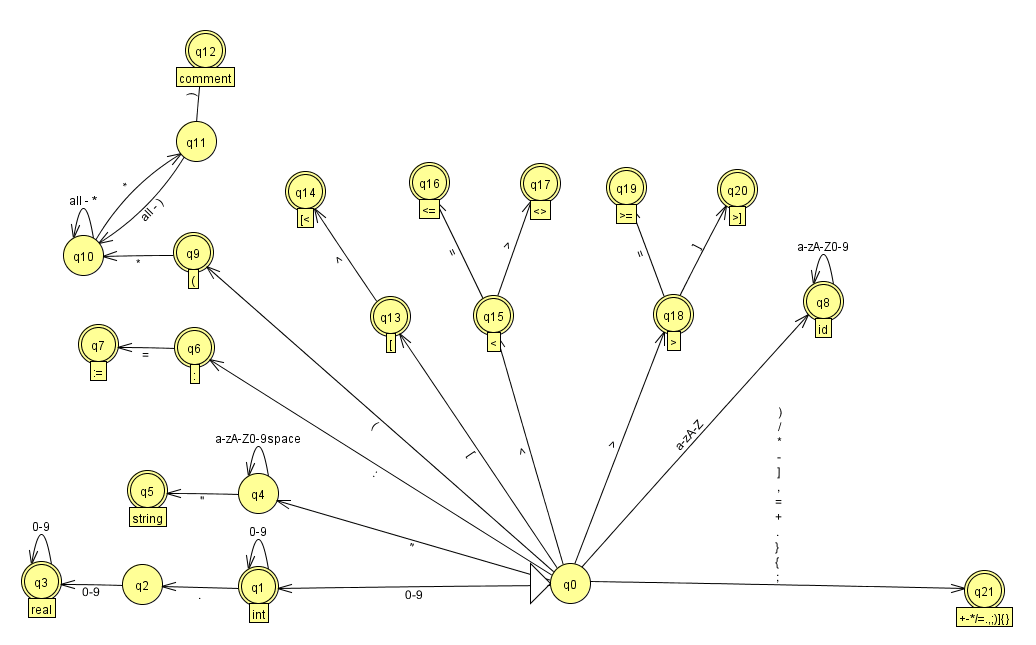 q12
comment
)
q11
*
all - )
all - *
q10
*
q9
(
q14
[<
<
q13
[
q16
<=
=
q17
<>
>
q15
<
q19
>=
=
q20
>]
]
q18
>
a-zA-Z0-9
q8
id
q7
:=
=
q6
:
(
:
[
<
>
a-zA-Z
)
/
*
-
]
,
=
+
.
}
{
;
a-zA-Z0-9space
q5
string
"
q4
"
0-9
q3
real
0-9
q2
.
0-9
q1
int
0-9
q0
q21
+-*/=.,;)]{}